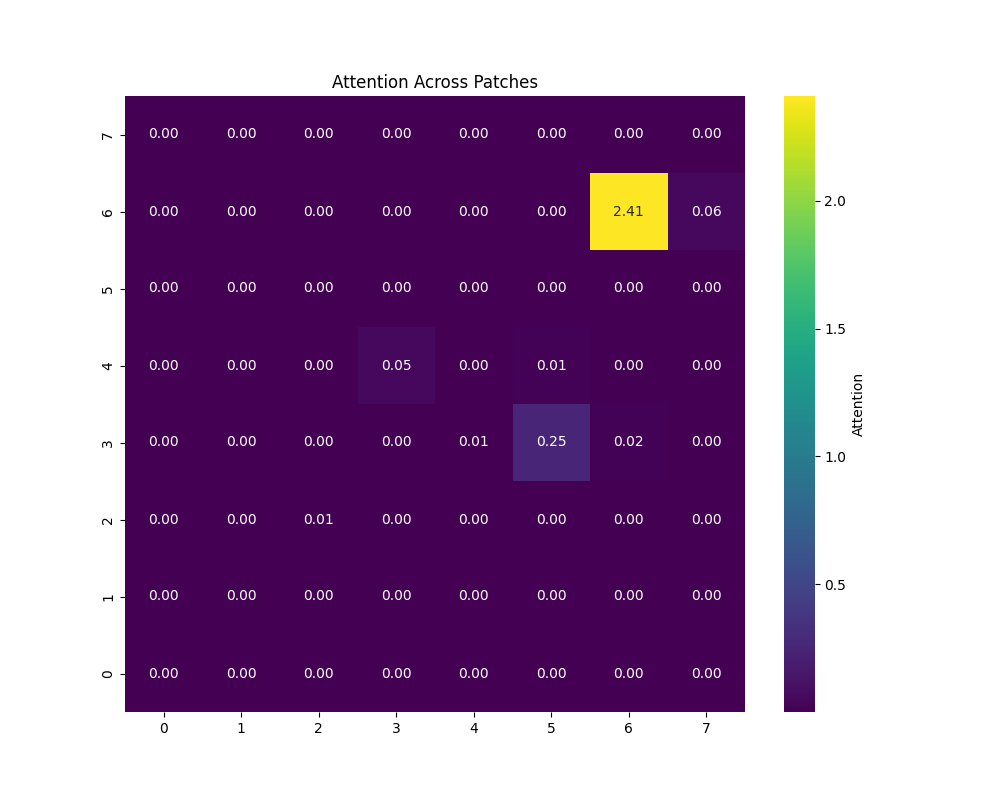 Attention Across Patches
7 0.00 0.00 0.00 0.00 0.00 0.00 0.00 0.00
6 0.00 0.00 0.00 0.00 0.00 0.00 2.41 0.06
5 0.00 0.00 0.00 0.00 0.00 0.00 0.00 0.00
4 0.00 0.00 0.00 0.05 0.00 0.01 0.00 0.00
3 0.00 0.00 0.00 0.00 0.01 0.25 0.02 0.00
2 0.00 0.00 0.01 0.00 0.00 0.00 0.00 0.00
1 0.00 0.00 0.00 0.00 0.00 0.00 0.00 0.00
0 0.00 0.00 0.00 0.00 0.00 0.00 0.00 0.00
0 1 2 3 4 5 6 7
2.0
1.5
1.0
0.5
Attention